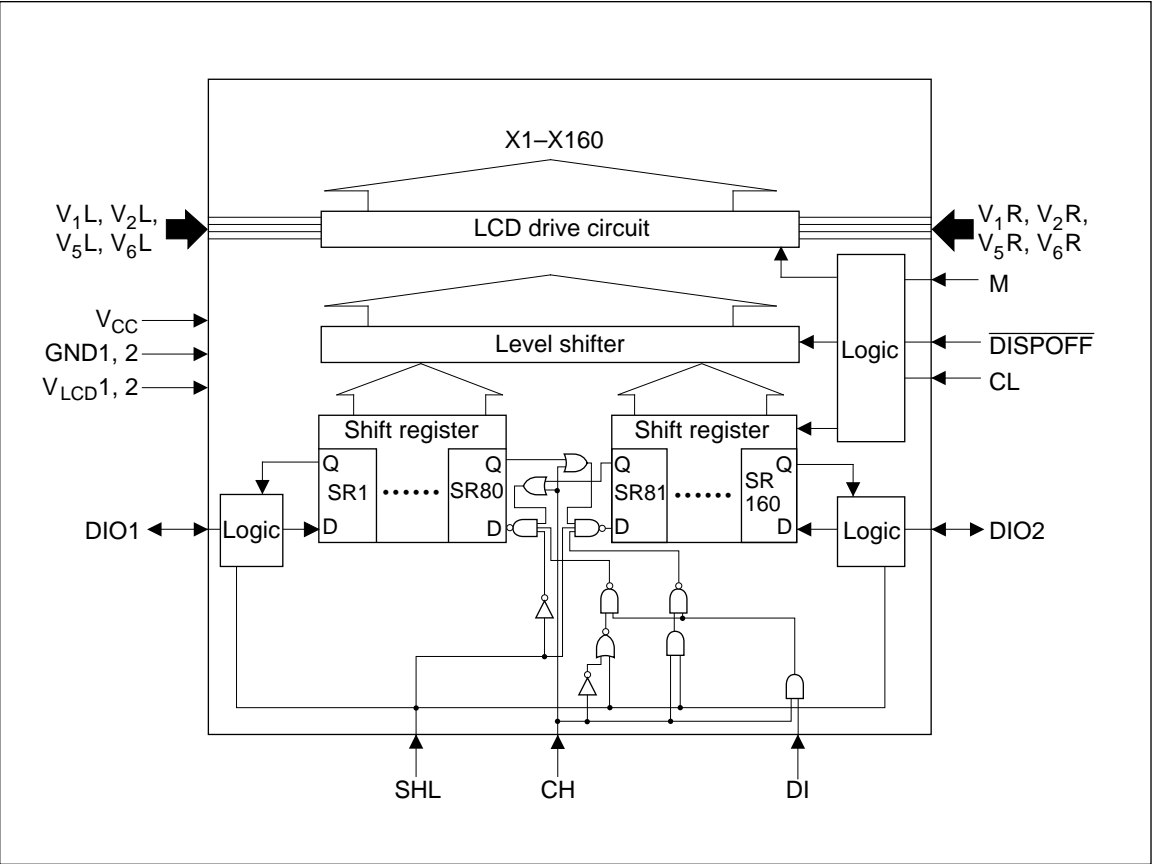 X1–X160
V1L, V2L,
V5L, V6L
LCD drive circuit
V1R, V2R,
V5R, V6R
M
VCC
GND1, 2
VLCD1, 2
Level shifter
Logic
DISPOFF
CL
Shift register
Shift register
Q
SR1
D
Q
SR80
D
Q
SR81
D
Q
SR
160
D
DIO1
Logic
Logic
DIO2
SHL
CH
DI